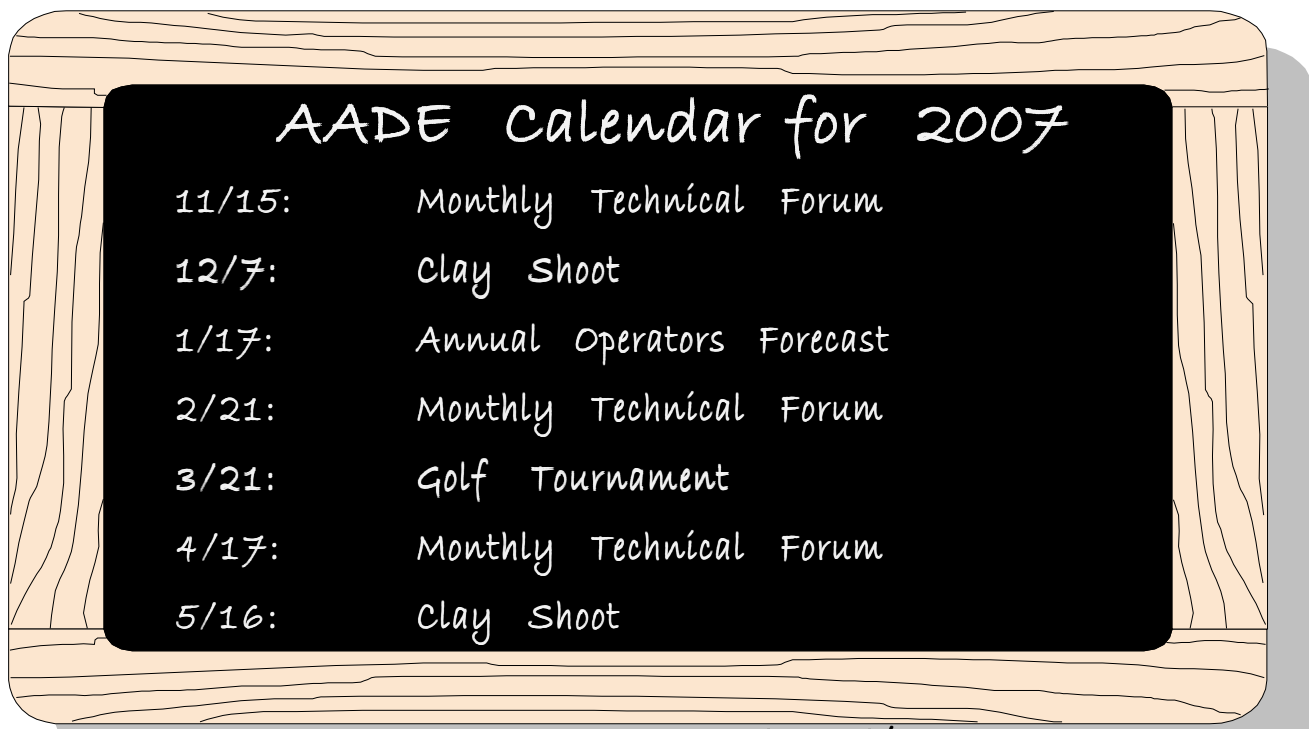 AADE Calendar for 2007
11/15: Monthly Technical Forum
12/7: Clay Shoot
1/17: Annual Operators Forecast
2/21: Monthly Technical Forum
3/21: Golf Tournament
4/17: Monthly Technical Forum
5/16: Clay Shoot